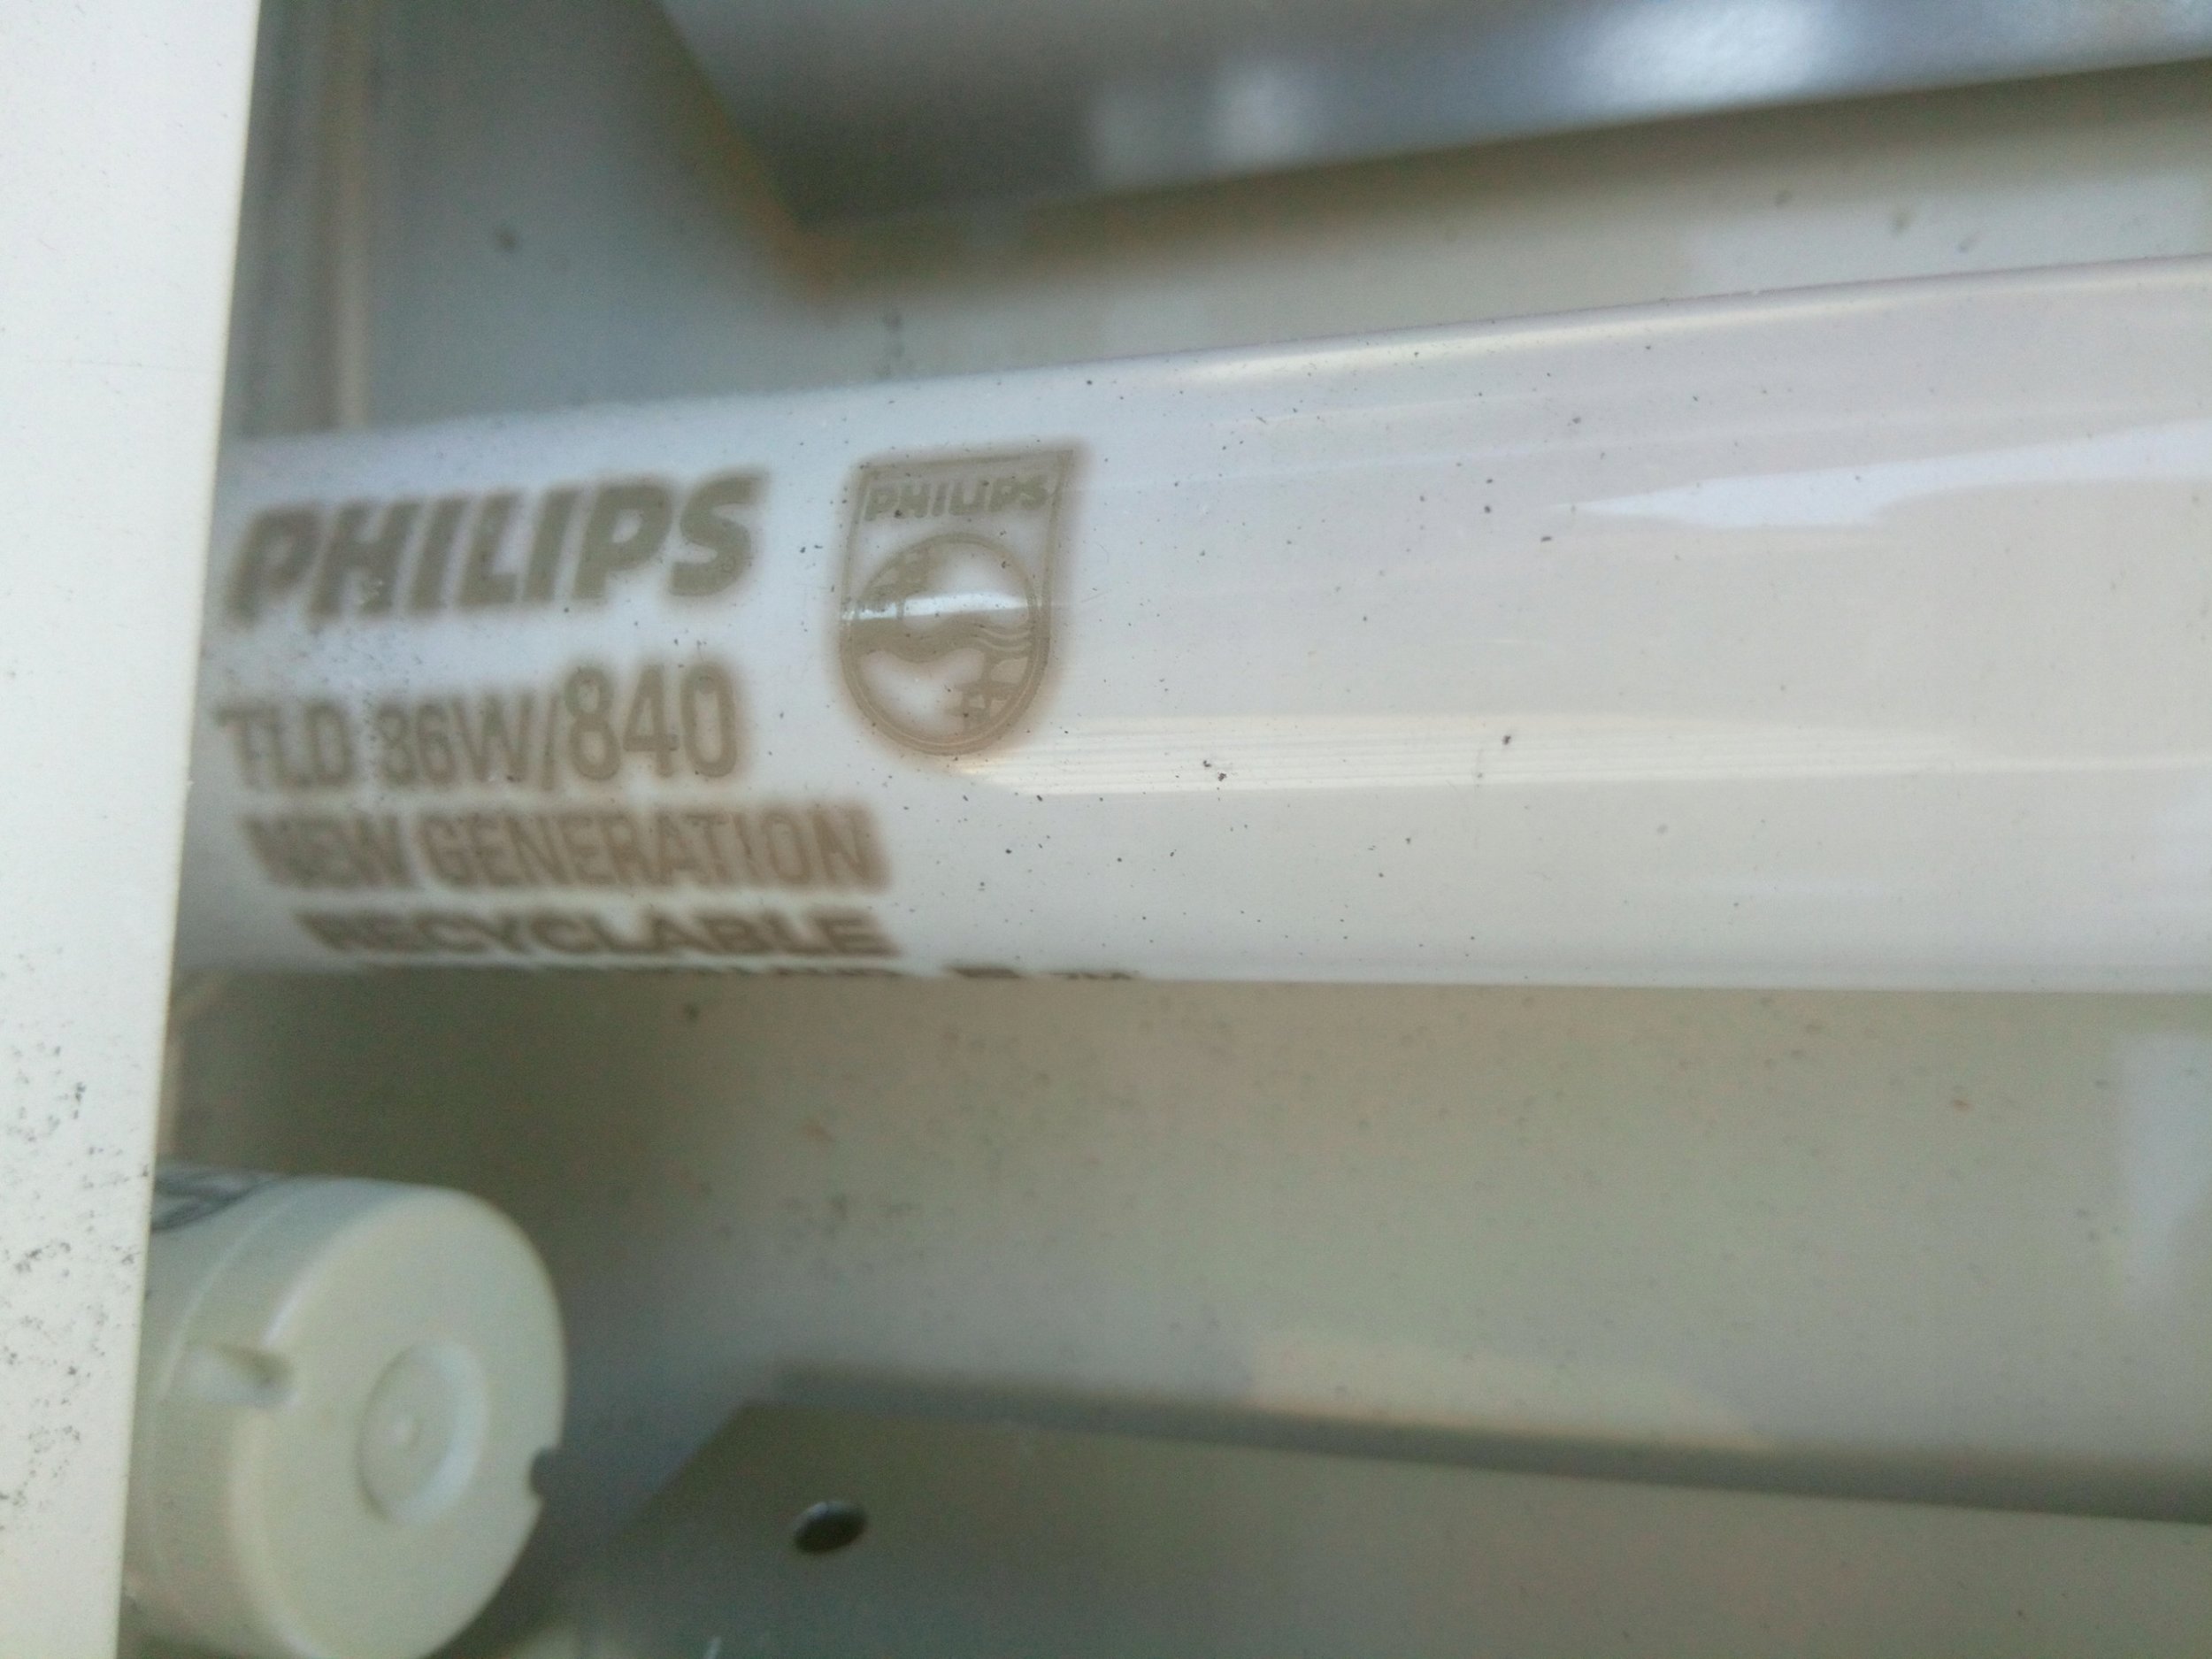 PHILIPS
PHILIPS
TLD 36W/840
NEW GENERATION
RECYCLABLE